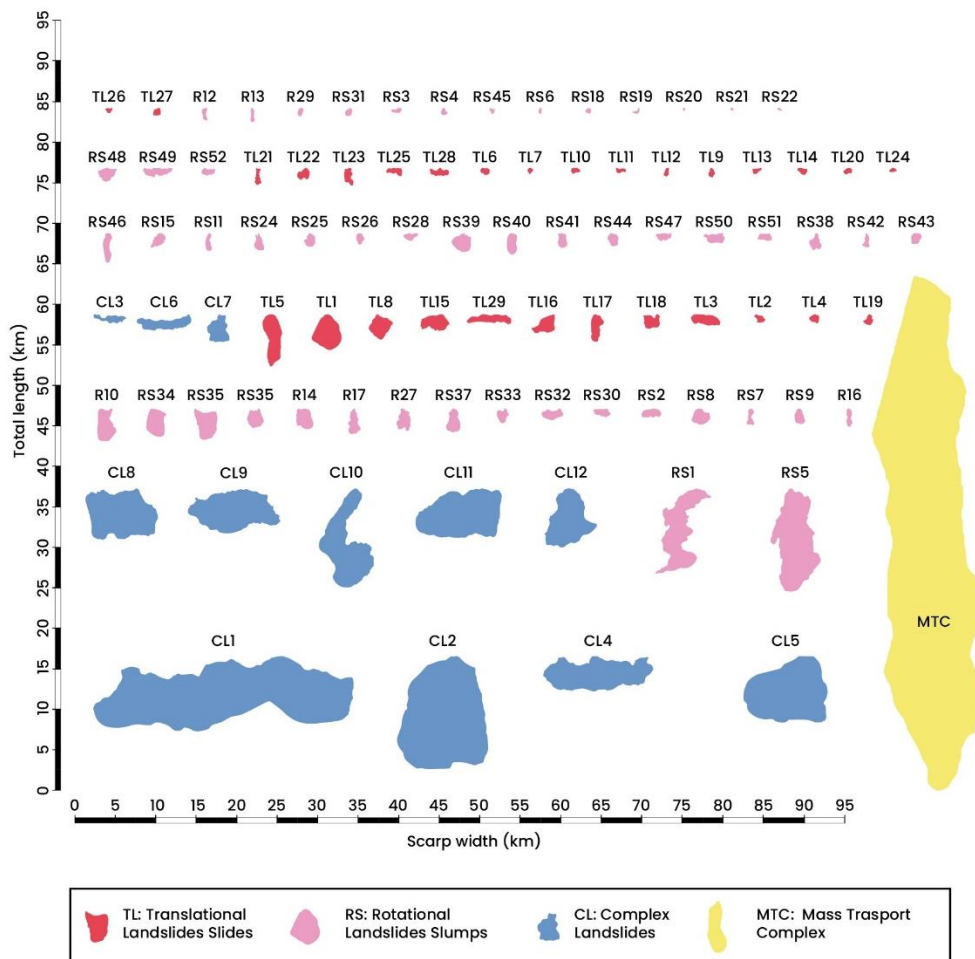 95
90
85
80
75
70
65
60
55
50
45
40
35
30
25
20
15
10
5
0
Total length (km)
TL26 TL27 R12 R13 R29 RS31 RS3 RS4 RS45 RS6 RS18 RS19 RS20 RS21 RS22
RS48 RS49 RS52 TL21 TL22 TL23 TL25 TL28 TL6 TL7 TL10 TL11 TL12 TL9 TL13 TL14 TL20 TL24
RS46 RS15 RS11 RS24 RS25 RS26 RS28 RS39 RS40 RS41 RS44 RS47 RS50 RS51 RS38 RS42 RS43
CL3 CL6 CL7 TL5 TL1 TL8 TL15 TL29 TL16 TL17 TL18 TL3 TL2 TL4 TL19
R10 RS34 RS35 RS35 R14 R17 R27 RS37 RS33 RS32 RS30 RS2 RS8 RS7 RS9 R16
CL8 CL9 CL10 CL11 CL12 RS1 RS5
MTC
CL1 CL2 CL4 CL5
0 5 10 15 20 25 30 35 40 45 50 55 60 65 70 75 80 85 90 95
Scarp width (km)
TL: Translational
Landslides Slides
RS: Rotational
Landslides Slumps
CL: Complex
Landslides
MTC: Mass Trasport
Complex